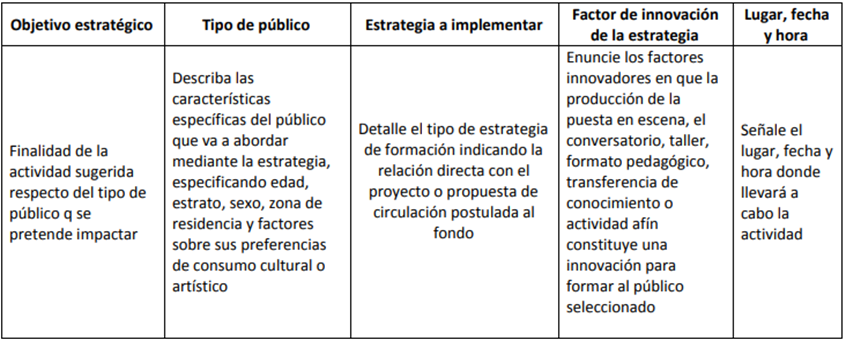 Objetivo estratégico
Tipo de público
Estrategia a implementar
Factor de innovación
de la estrategia
Lugar, fecha
y hora
Finalidad de la
actividad sugerida
respecto del tipo de
público q se
pretende impactar
Describa las
características
específicas del público
que va a abordar
mediante la estrategia,
especificando edad,
estrato, sexo, zona de
residencia y factores
sobre sus preferencias
de consumo cultural o
artístico
Detalle el tipo de estrategia
de formación indicando la
relación directa con el
proyecto o propuesta de
circulación postulada al
fondo
Enuncie los factores
innovadores en que la
producción de la
puesta en escena, el
conversatorio, taller,
formato pedagógico,
transferencia de
conocimiento o
actividad afín
constituye una
innovación para
formar al público
seleccionado
Señale el
lugar, fecha y
hora donde
llevará a
cabo la
actividad